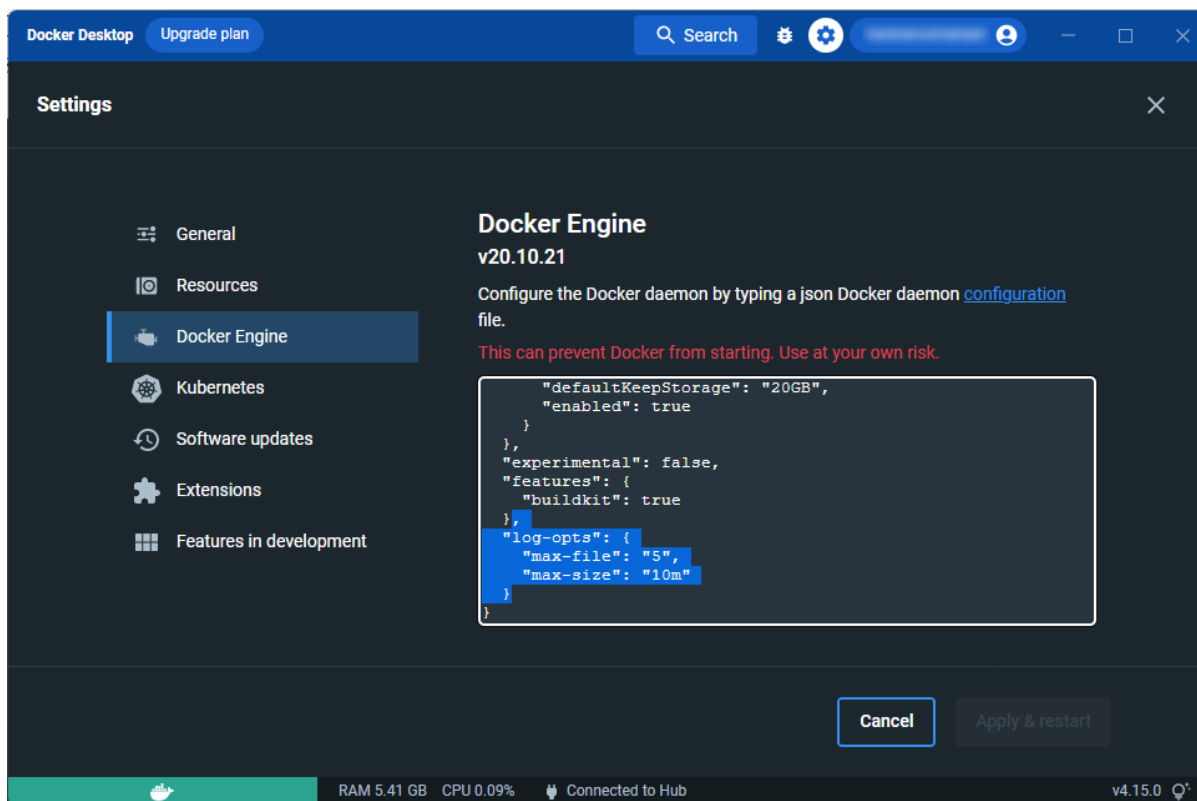 Docker Desktop Upgrade plan Search
Settings
General
Resources
Docker Engine
Kubernetes
Software updates
Extensions
Features in development
Docker Engine
v20.10.21
Configure the Docker daemon by typing a json Docker daemon configuration
file.
This can prevent Docker from starting. Use at your own risk.
      "defaultKeepStorage": "20GB",
      "enabled": true
    }
  },
  "experimental": false,
  "features": {
    "buildkit": true
  },
  "log-opts": {
    "max-file": "5",
    "max-size": "10m"
  }
}
Cancel Apply & restart
RAM 5.41 GB CPU 0.09% Connected to Hub v4.15.0